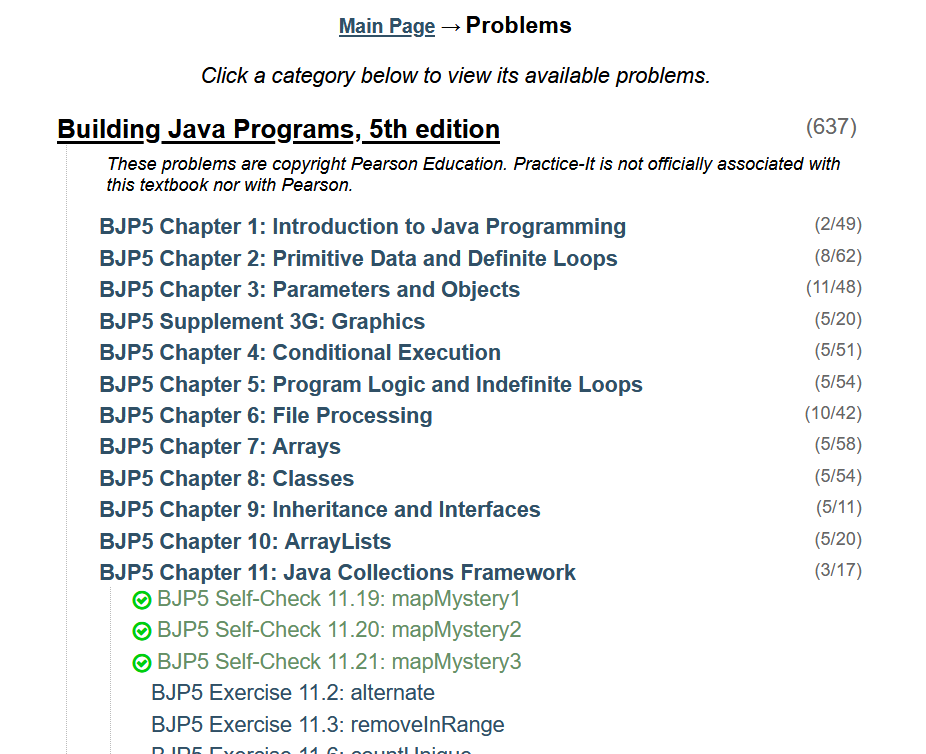 Main Page → Problems
Click a category below to view its available problems.
Building Java Programs, 5th edition (637)
These problems are copyright Pearson Education. Practice-It is not officially associated with
this textbook nor with Pearson.
BJP5 Chapter 1: Introduction to Java Programming (2/49)
BJP5 Chapter 2: Primitive Data and Definite Loops (8/62)
BJP5 Chapter 3: Parameters and Objects (11/48)
BJP5 Supplement 3G: Graphics (5/20)
BJP5 Chapter 4: Conditional Execution (5/51)
BJP5 Chapter 5: Program Logic and Indefinite Loops (5/54)
BJP5 Chapter 6: File Processing (10/42)
BJP5 Chapter 7: Arrays (5/58)
BJP5 Chapter 8: Classes (5/54)
BJP5 Chapter 9: Inheritance and Interfaces (5/11)
BJP5 Chapter 10: ArrayLists (5/20)
BJP5 Chapter 11: Java Collections Framework (3/17)
BJP5 Self-Check 11.19: mapMystery1
BJP5 Self-Check 11.20: mapMystery2
BJP5 Self-Check 11.21: mapMystery3
BJP5 Exercise 11.2: alternate
BJP5 Exercise 11.3: removeInRange
BJP5 Exercise 11.6: countUnique